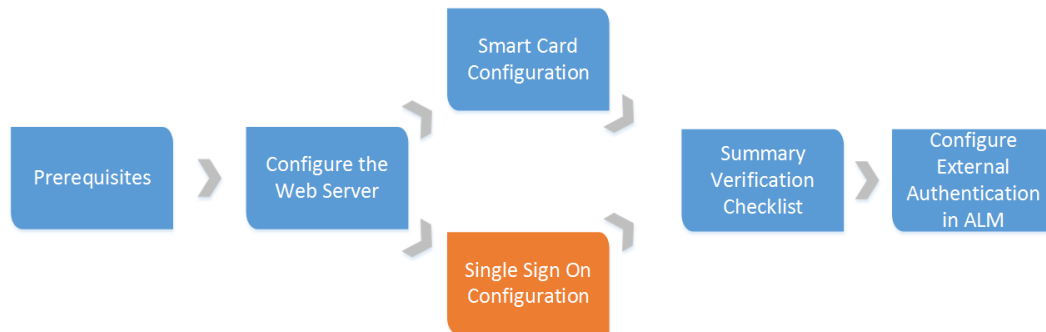 Prerequisites
Configure the
Web Server
Smart Card
Configuration
Single Sign On
Configuration
Summary
Verification
Checklist
Configure
External
Authentication
in ALM